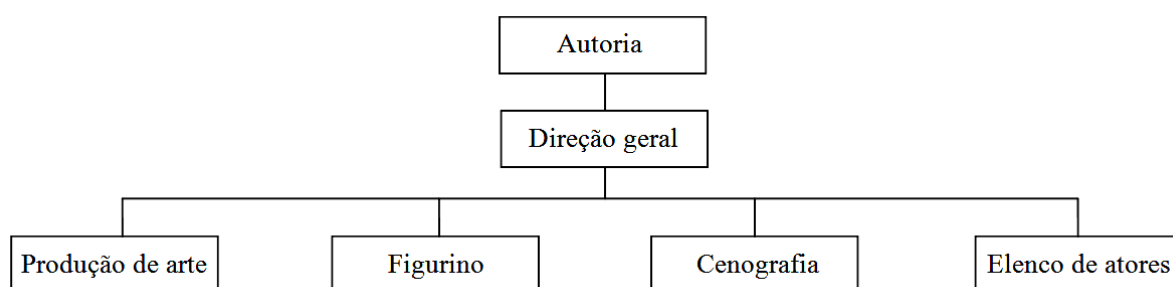 Autoria
Direção geral
Produção de arte
Figurino
Cenografia
Elenco de atores